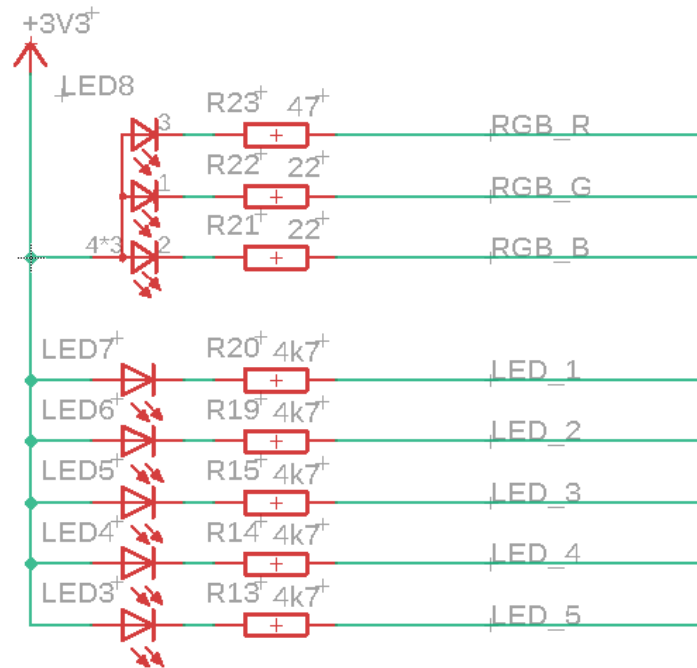 +3V3
LED8
3 R23 47 RGB_R
1 R22 22 RGB_G
4*3 2 R21 22 RGB_B
LED7 R20 4k7 LED_1
LED6 R19 4k7 LED_2
LED5 R15 4k7 LED_3
LED4 R14 4k7 LED_4
LED3 R13 4k7 LED_5